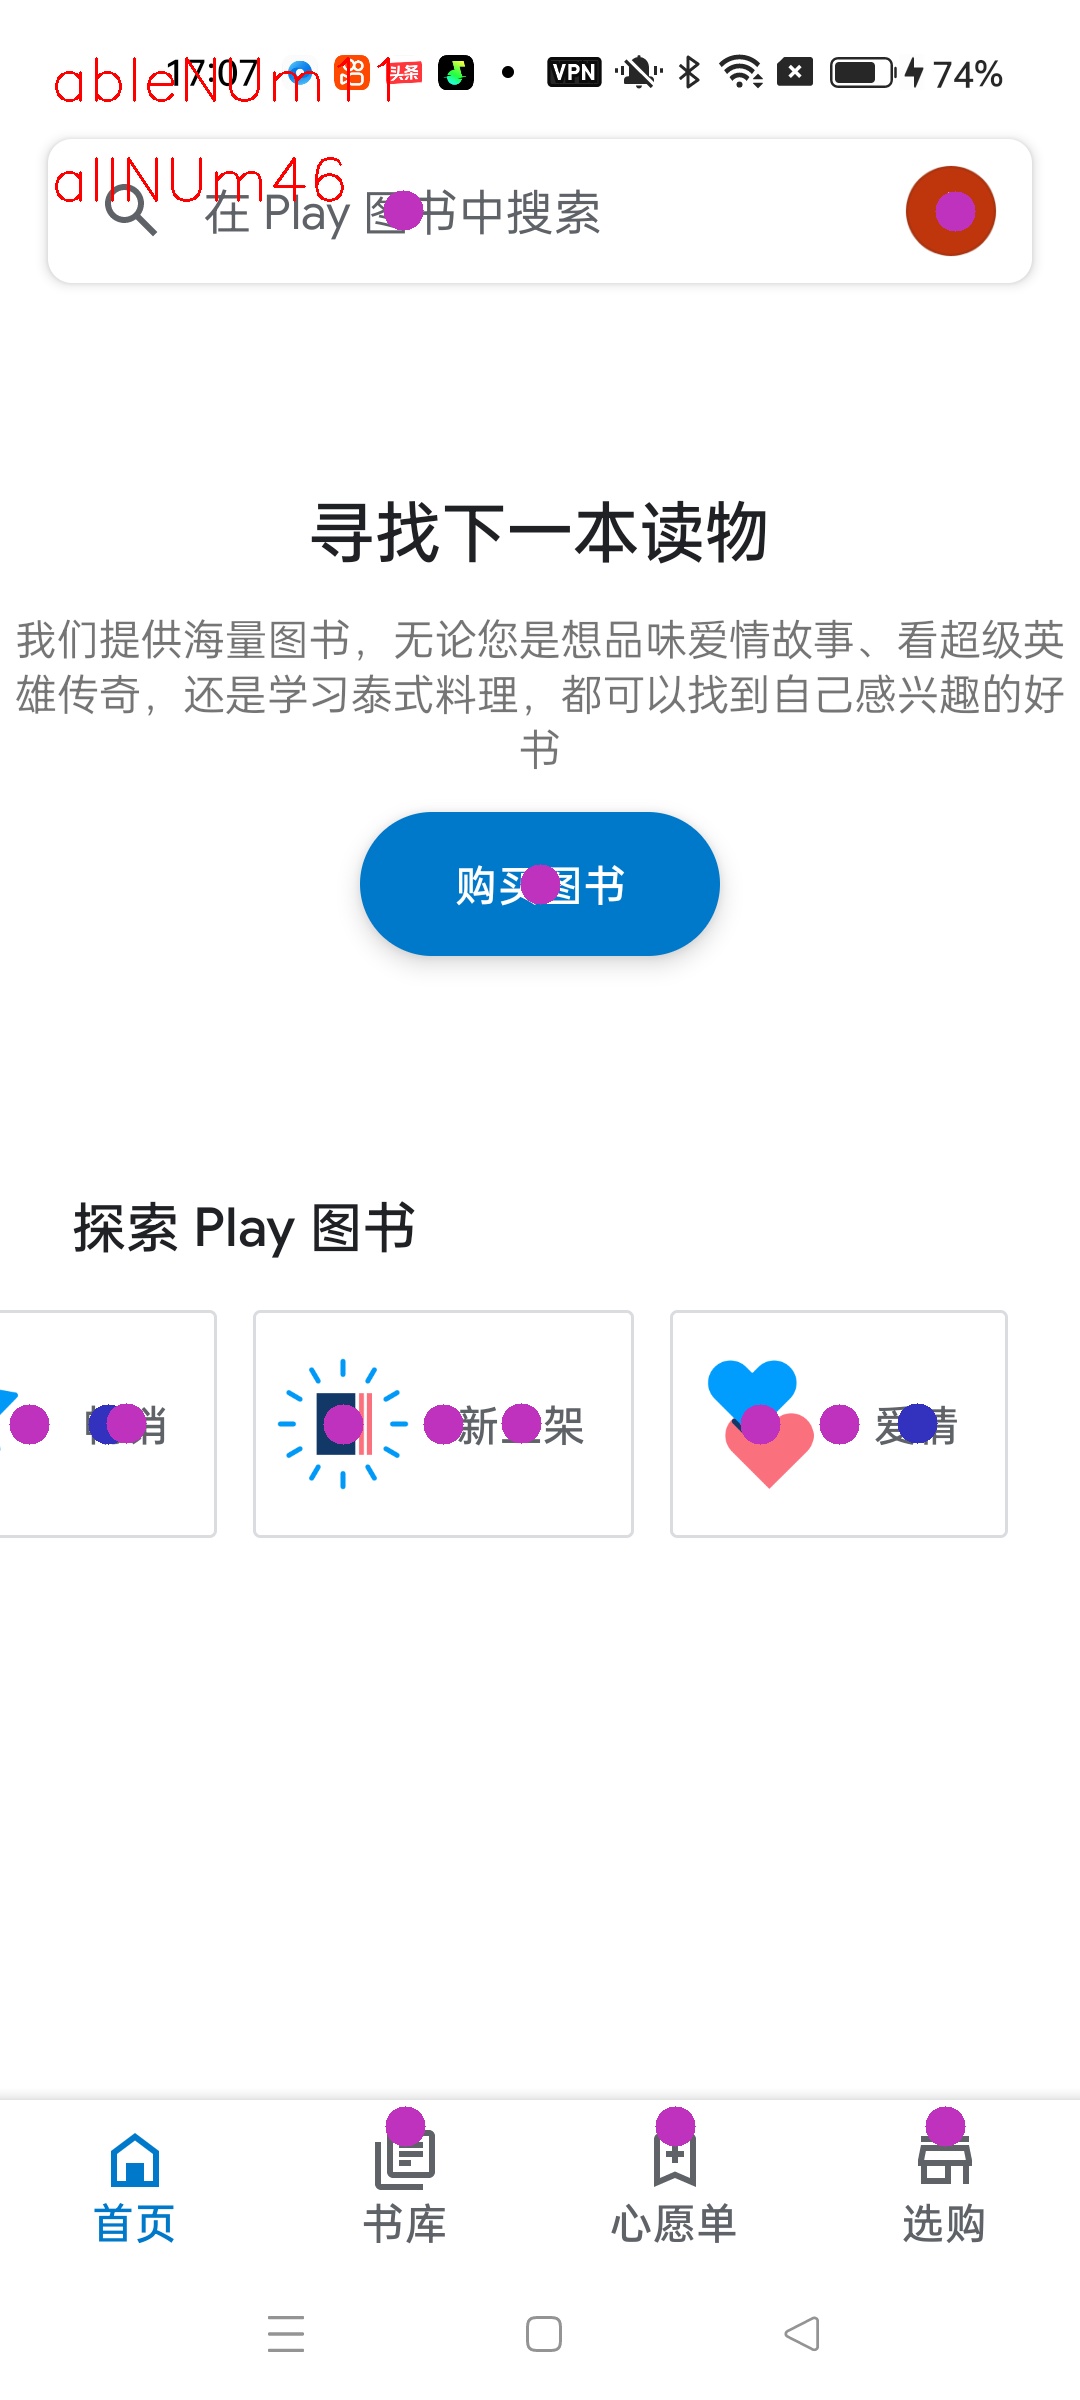 ableNUm11
17:07
头条
VPN
74%
allNUm46
在 Play 图书中搜索
寻找下一本读物
我们提供海量图书，无论您是想品味爱情故事、看超级英
雄传奇，还是学习泰式料理，都可以找到自己感兴趣的好
书
购买图书
探索 Play 图书
畅销
新上架
爱情
首页
书库
心愿单
选购